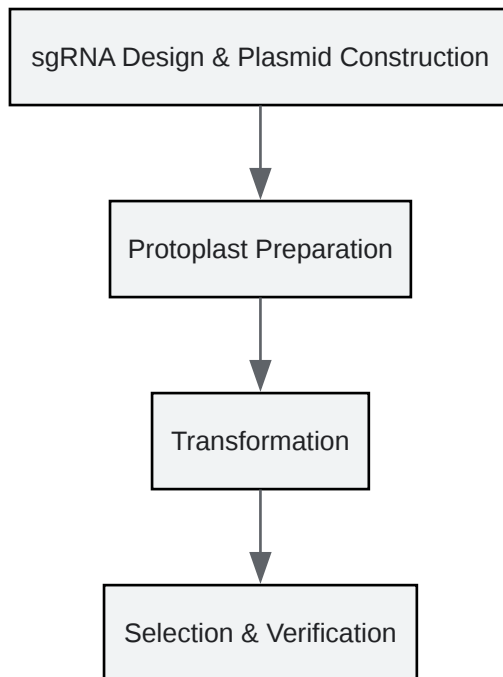 sgRNA Design & Plasmid Construction
Protoplast Preparation
Transformation
Selection & Verification